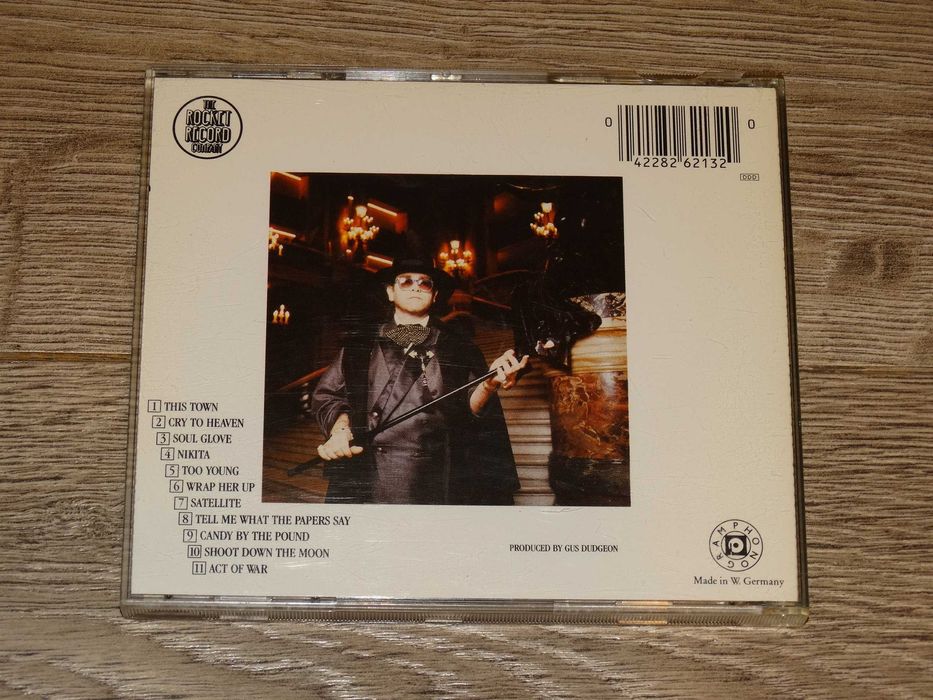 THE
ROCKET
RECORD
COMPANY
0 42282 62132 0
DDD
1 THIS TOWN
2 CRY TO HEAVEN
3 SOUL GLOVE
4 NIKITA
5 TOO YOUNG
6 WRAP HER UP
7 SATELLITE
8 TELL ME WHAT THE PAPERS SAY
9 CANDY BY THE POUND
10 SHOOT DOWN THE MOON
11 ACT OF WAR
PRODUCED BY GUS DUDGEON
PHONOGRAM
Made in W. Germany